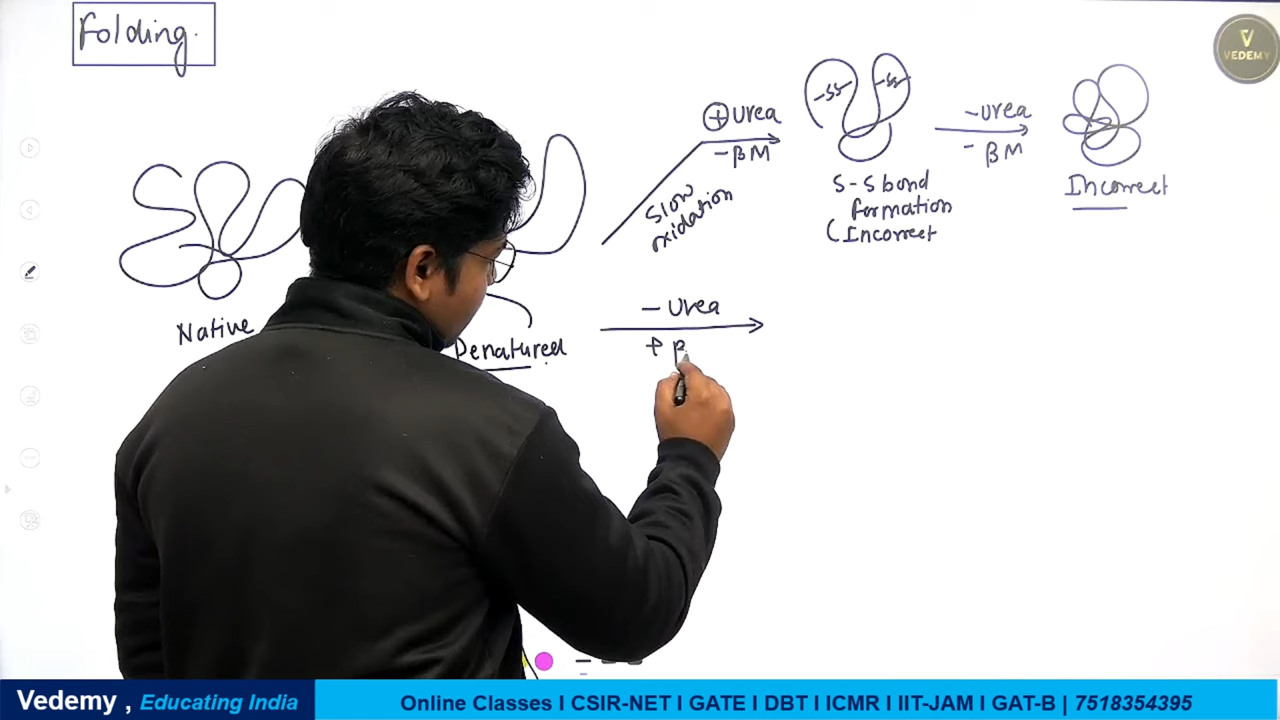 Folding.
V
VEDEMY
Native
Denatured
+ Urea
- βM
Slow
oxidation
-SS-
-SS-
S-S bond
formation
(Incorrect
- Urea
- βM
Incorrect
- Urea
+ β
Vedemy , Educating India
Online Classes I CSIR-NET I GATE I DBT I ICMR I IIT-JAM I GAT-B | 7518354395